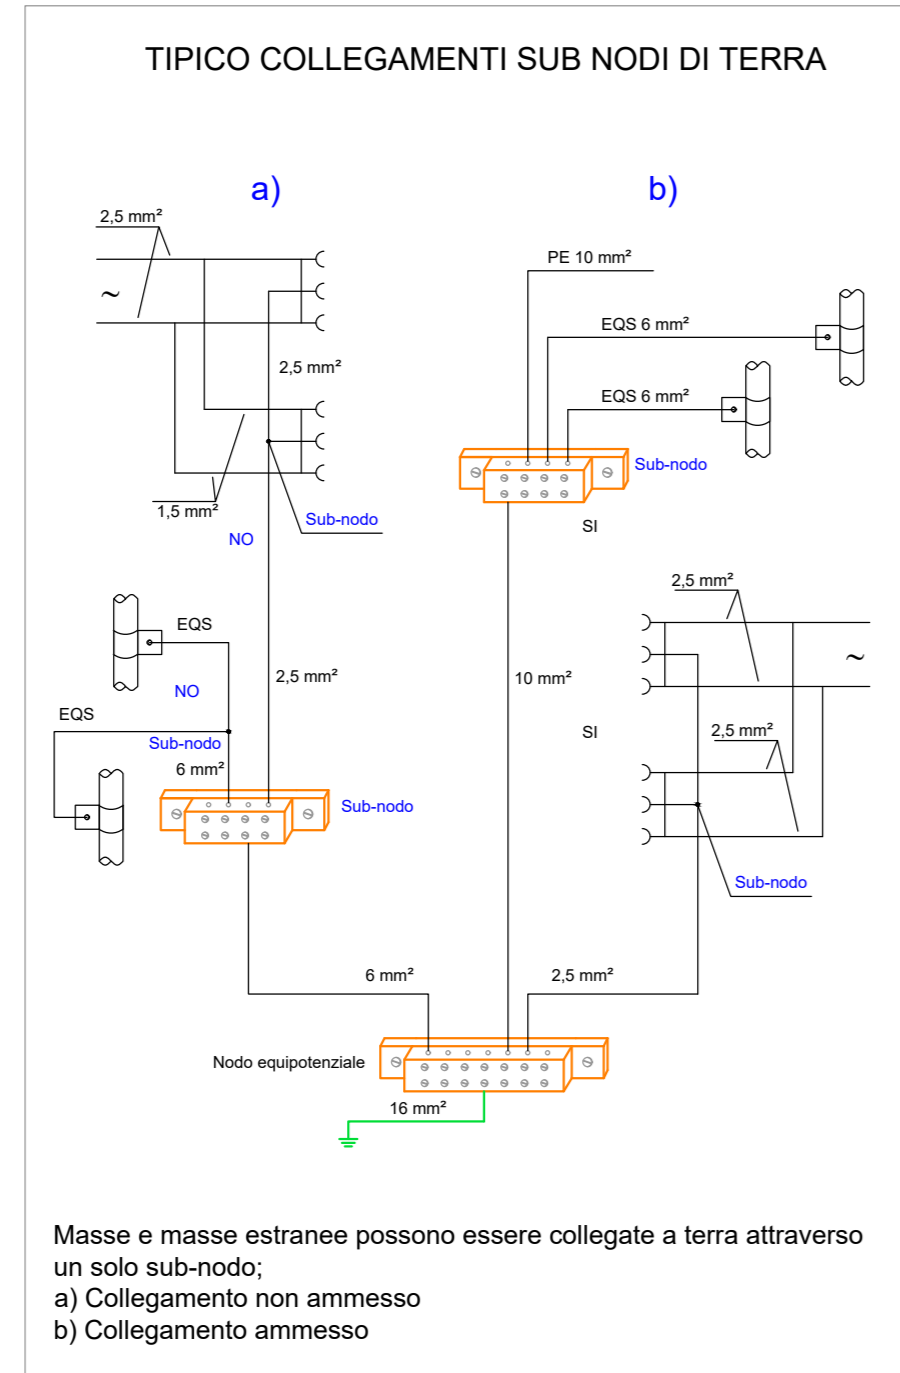 TIPICO COLLEGAMENTI SUB NODI DI TERRA
a)
b)
2,5 mm²
~
2,5 mm²
1,5 mm²
Sub-nodo
NO
PE 10 mm²
EQS 6 mm²
EQS 6 mm²
Sub-nodo
SI
EQS
NO
EQS
Sub-nodo
6 mm²
2,5 mm²
Sub-nodo
10 mm²
SI
2,5 mm²
~
2,5 mm²
Sub-nodo
6 mm²
2,5 mm²
Nodo equipotenziale
16 mm²
Masse e masse estranee possono essere collegate a terra attraverso
un solo sub-nodo;
a) Collegamento non ammesso
b) Collegamento ammesso